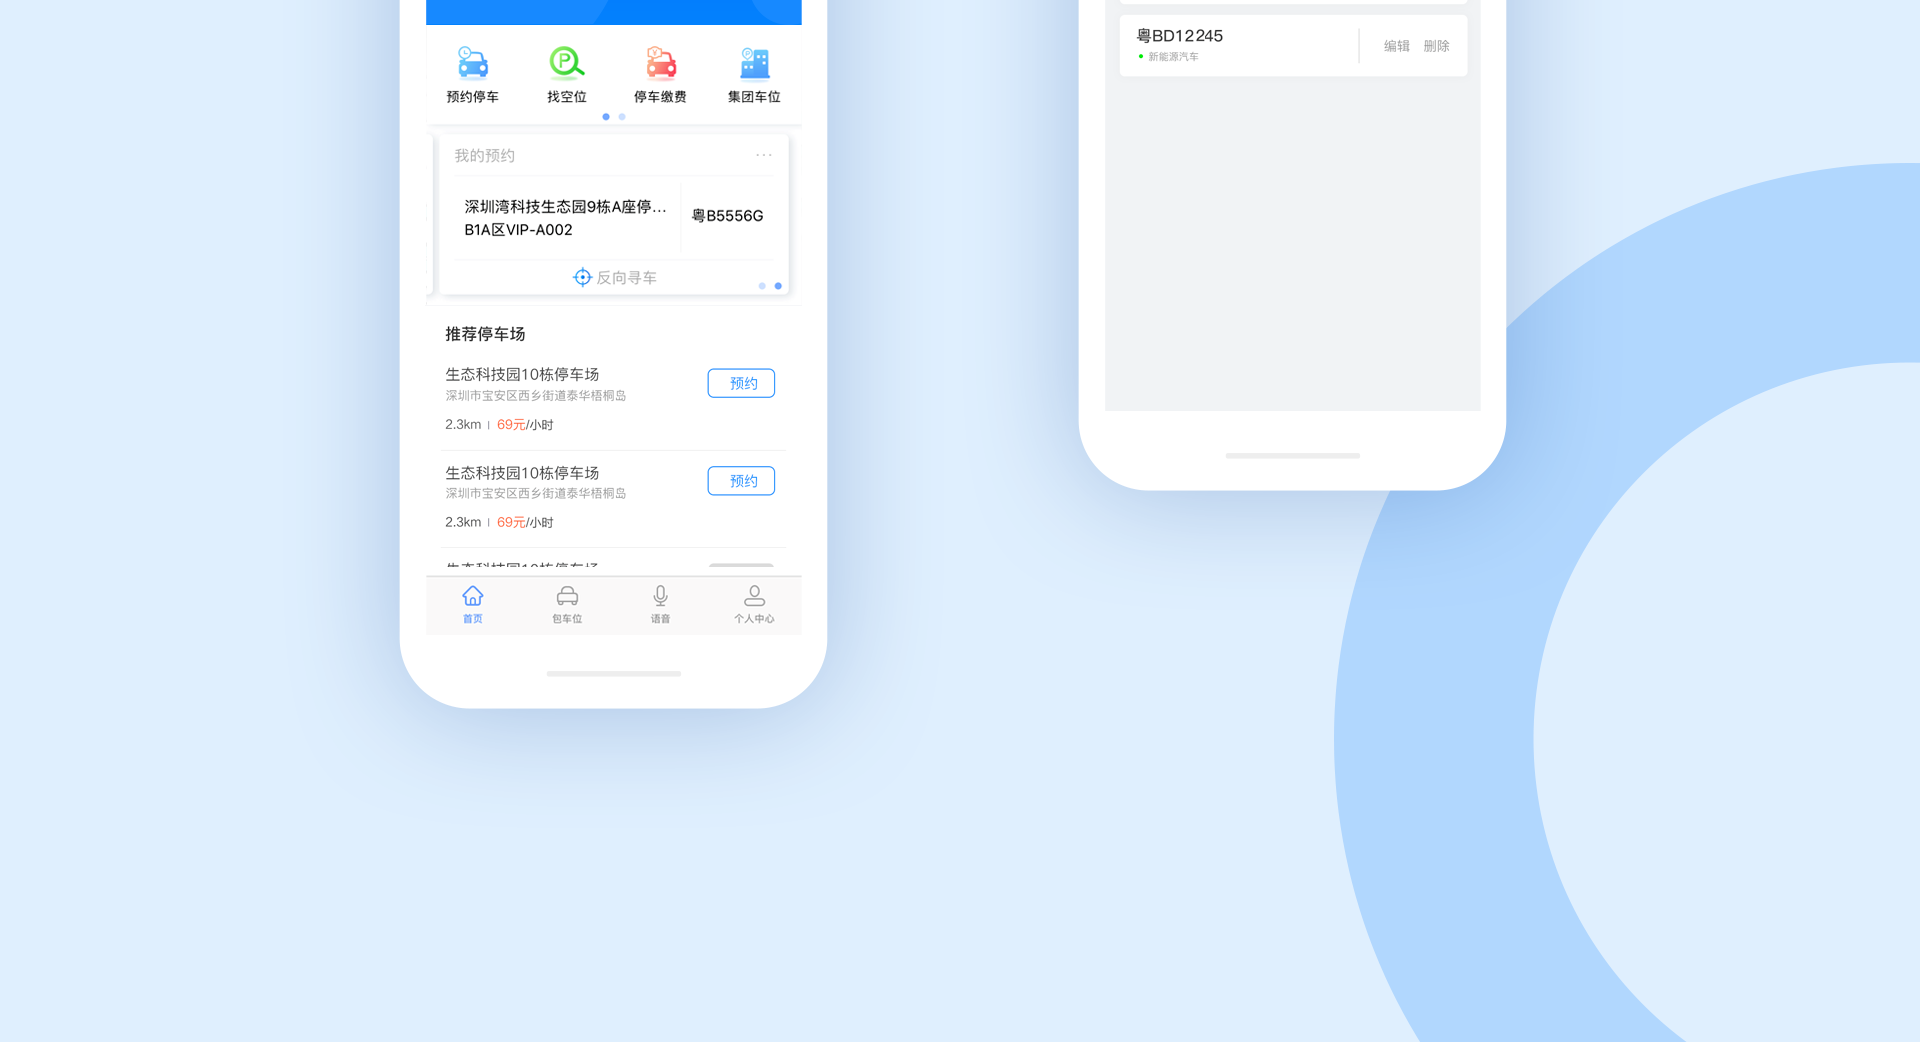 预约停车
找空位
停车缴费
集团车位
我的预约
深圳湾科技生态园9栋A座停...
B1A区VIP-A002
粤B5556G
反向寻车
推荐停车场
生态科技园10栋停车场
深圳市宝安区西乡街道泰华梧桐岛
预约
2.3km | 69元/小时
生态科技园10栋停车场
深圳市宝安区西乡街道泰华梧桐岛
预约
2.3km | 69元/小时
首页
包车位
语音
个人中心
粤BD12245
新能源汽车
编辑
删除